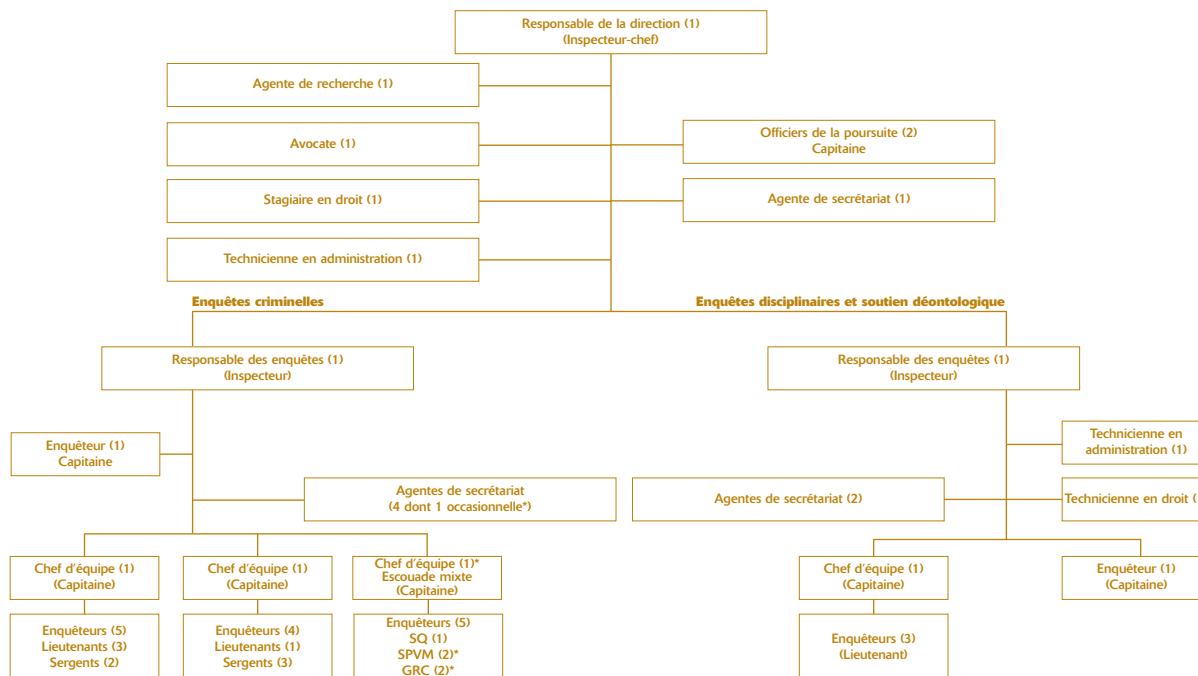 Responsable de la direction (1)
(Inspecteur-chef)
Agente de recherche (1)
Avocate (1)
Officiers de la poursuite (2)
Capitaine
Stagiaire en droit (1)
Agente de secrétariat (1)
Technicienne en administration (1)
Enquêtes criminelles
Enquêtes disciplinaires et soutien déontologique
Responsable des enquêtes (1)
(Inspecteur)
Responsable des enquêtes (1)
(Inspecteur)
Enquêteur (1)
Capitaine
Technicienne en
administration (1)
Agentes de secrétariat
(4 dont 1 occasionnelle*)
Agentes de secrétariat (2)
Technicienne en droit (
Chef d'équipe (1)
(Capitaine)
Chef d'équipe (1)
(Capitaine)
Chef d'équipe (1)*
Escouade mixte
(Capitaine)
Chef d'équipe (1)
(Capitaine)
Enquêteur (1)
(Capitaine)
Enquêteurs (5)
Lieutenants (3)
Sergents (2)
Enquêteurs (4)
Lieutenants (1)
Sergents (3)
Enquêteurs (5)
SQ (1)
SPVM (2)*
GRC (2)*
Enquêteurs (3)
(Lieutenant)